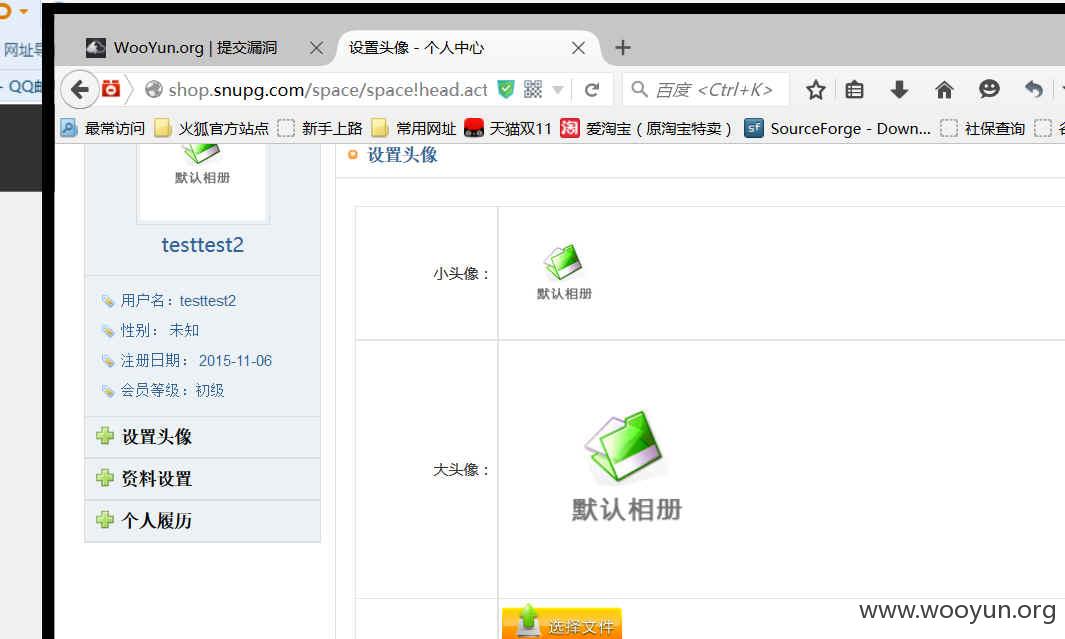 网址导
QQ邮
WooYun.org | 提交漏洞
设置头像 - 个人中心
shop.snupg.com/space/space!head.act
百度 <Ctrl+K>
最常访问 火狐官方站点 新手上路 常用网址 天猫双11 淘 爱淘宝（原淘宝特卖） SF SourceForge - Down... 社保查询
默认相册
testtest2
用户名：testtest2
性别： 未知
注册日期： 2015-11-06
会员等级：初级
设置头像
资料设置
个人履历
设置头像
小头像：
默认相册
大头像：
默认相册
选择文件
www.wooyun.org